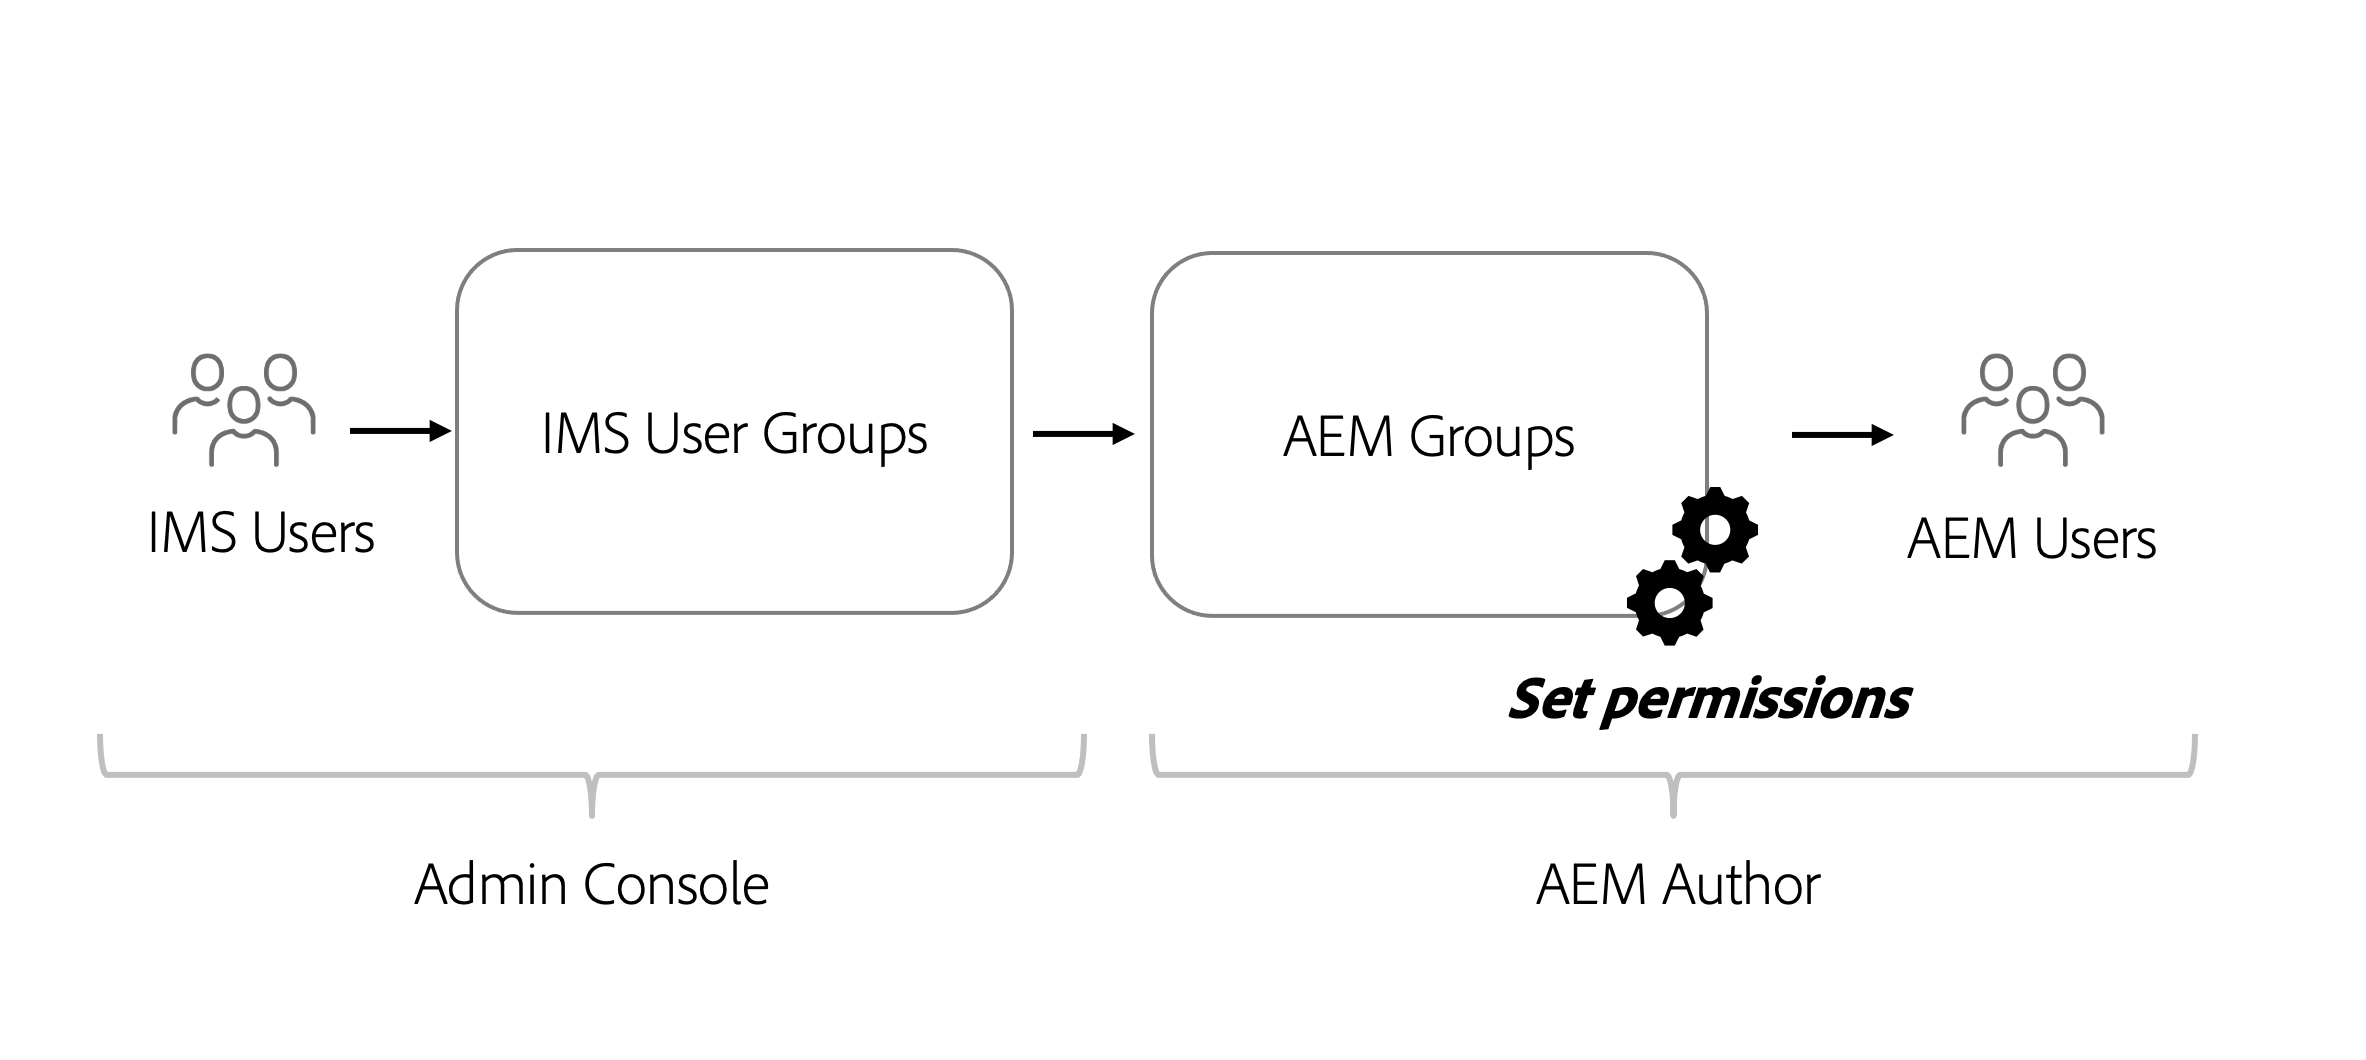 IMS Users
IMS User Groups
AEM Groups
AEM Users
Set permissions
Admin Console
AEM Author